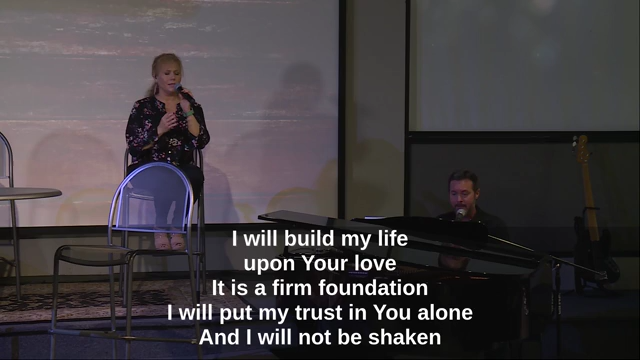 I will build my life
upon Your love
It is a firm foundation
I will put my trust in You alone
And I will not be shaken